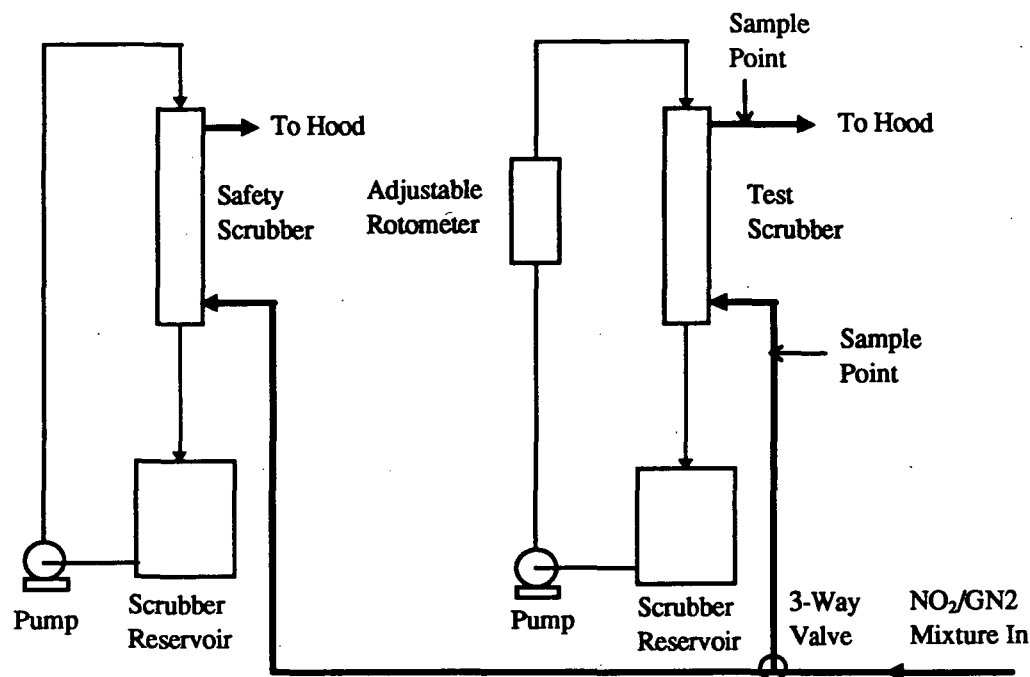 Sample
Point
To Hood
To Hood
Safety
Scrubber
Adjustable
Rotometer
Test
Scrubber
Sample
Point
Pump
Scrubber
Reservoir
Pump
Scrubber
Reservoir
3-Way
Valve
NO₂/GN2
Mixture In